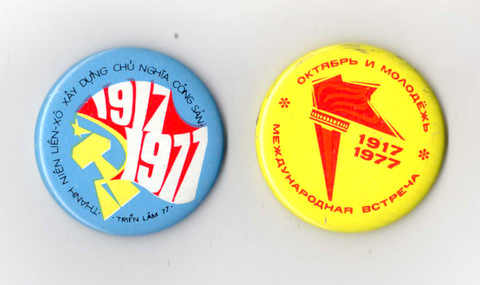 THANH NIÊN LIÊN-XÔ XÂY DỰNG CHỦ NGHĨA CỘNG SẢN
1917
1977
· TRIỂN LÃM 77 ·
ОКТЯБРЬ И МОЛОДЁЖЬ
1917
1977
МЕЖДУНАРОДНАЯ ВСТРЕЧА